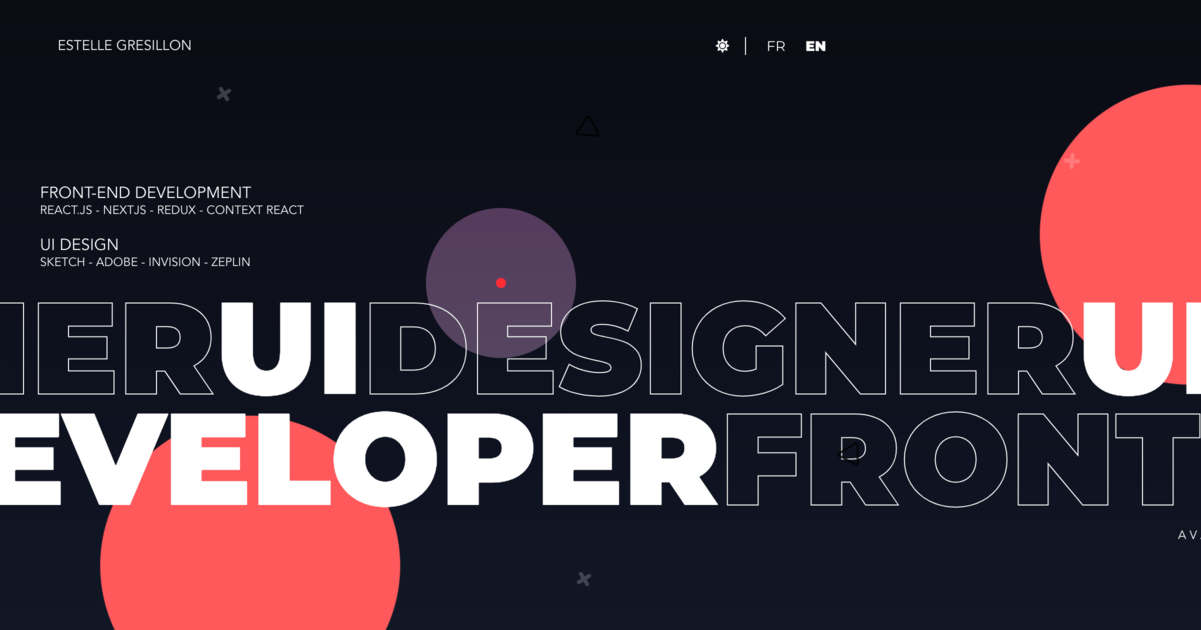 ESTELLE GRESILLON
FR EN
FRONT-END DEVELOPMENT
REACT.JS - NEXTJS - REDUX - CONTEXT REACT
UI DESIGN
SKETCH - ADOBE - INVISION - ZEPLIN
NERUIDESIGNERUI
EVELOPERFRONT
AV